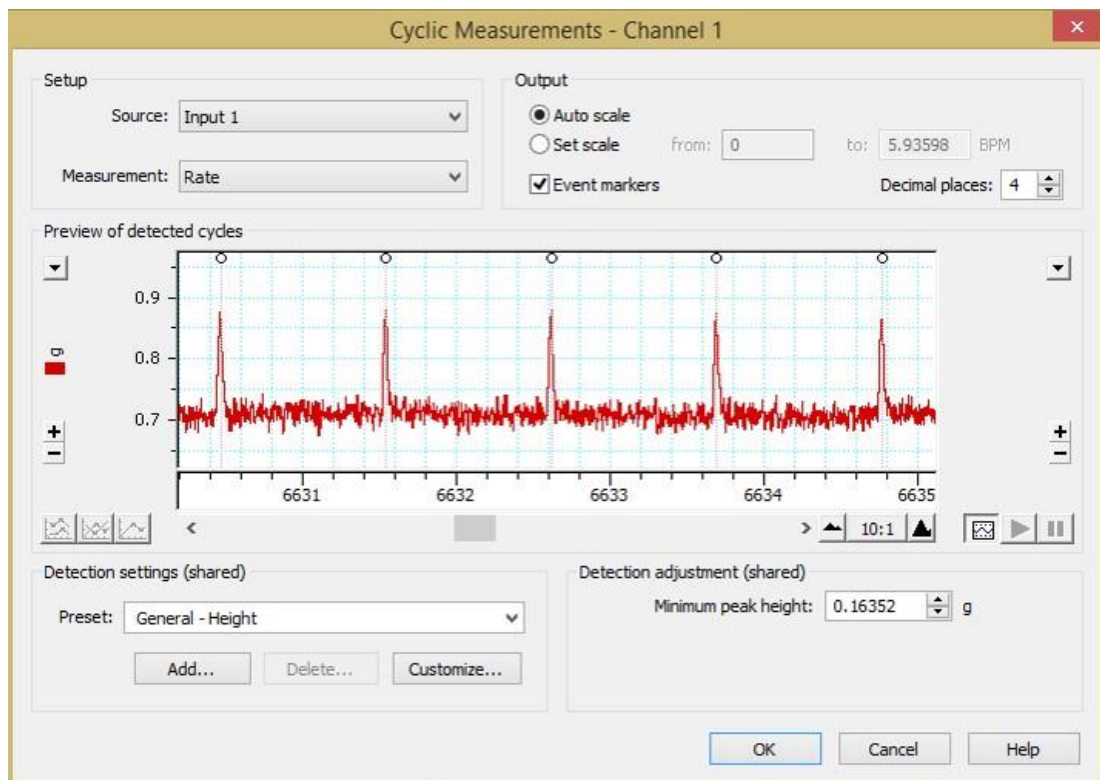 Cyclic Measurements - Channel 1
Setup
Source: Input 1
Measurement: Rate
Output
Auto scale
Set scale from: 0 to: 5.93598 BPM
Event markers Decimal places: 4
Preview of detected cycles
0.9
0.8
0.7
g
6631 6632 6633 6634 6635
10:1
Detection settings (shared)
Preset: General - Height
Add... Delete... Customize...
Detection adjustment (shared)
Minimum peak height: 0.16352 g
OK Cancel Help